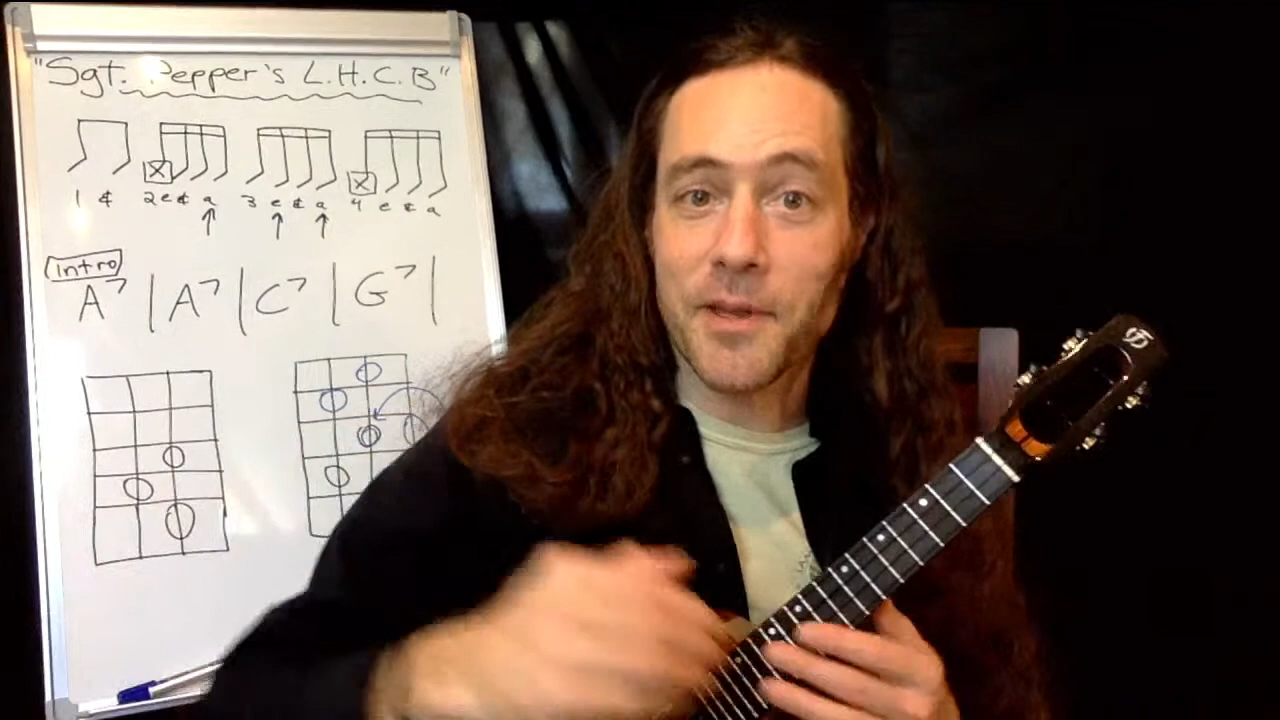 "Sgt. Pepper's L.H.C.B"
1 & 2 e & a 3 e & a 4 e & a
Intro
A7 | A7 | C7 | G7 |